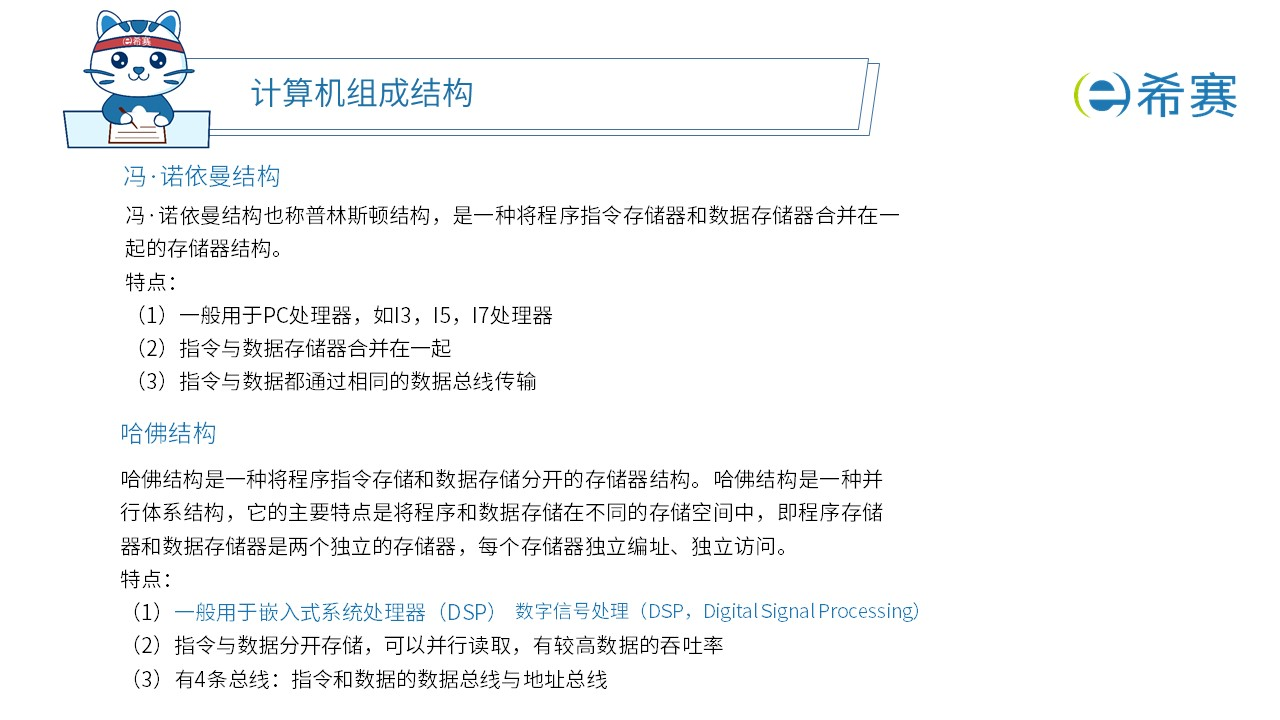 希赛
计算机组成结构
希赛
冯·诺依曼结构
冯·诺依曼结构也称普林斯顿结构，是一种将程序指令存储器和数据存储器合并在一
起的存储器结构。
特点：
（1）一般用于PC处理器，如I3，I5，I7处理器
（2）指令与数据存储器合并在一起
（3）指令与数据都通过相同的数据总线传输
哈佛结构
哈佛结构是一种将程序指令存储和数据存储分开的存储器结构。哈佛结构是一种并
行体系结构，它的主要特点是将程序和数据存储在不同的存储空间中，即程序存储
器和数据存储器是两个独立的存储器，每个存储器独立编址、独立访问。
特点：
（1）一般用于嵌入式系统处理器（DSP） 数字信号处理（DSP，Digital Signal Processing）
（2）指令与数据分开存储，可以并行读取，有较高数据的吞吐率
（3）有4条总线：指令和数据的数据总线与地址总线